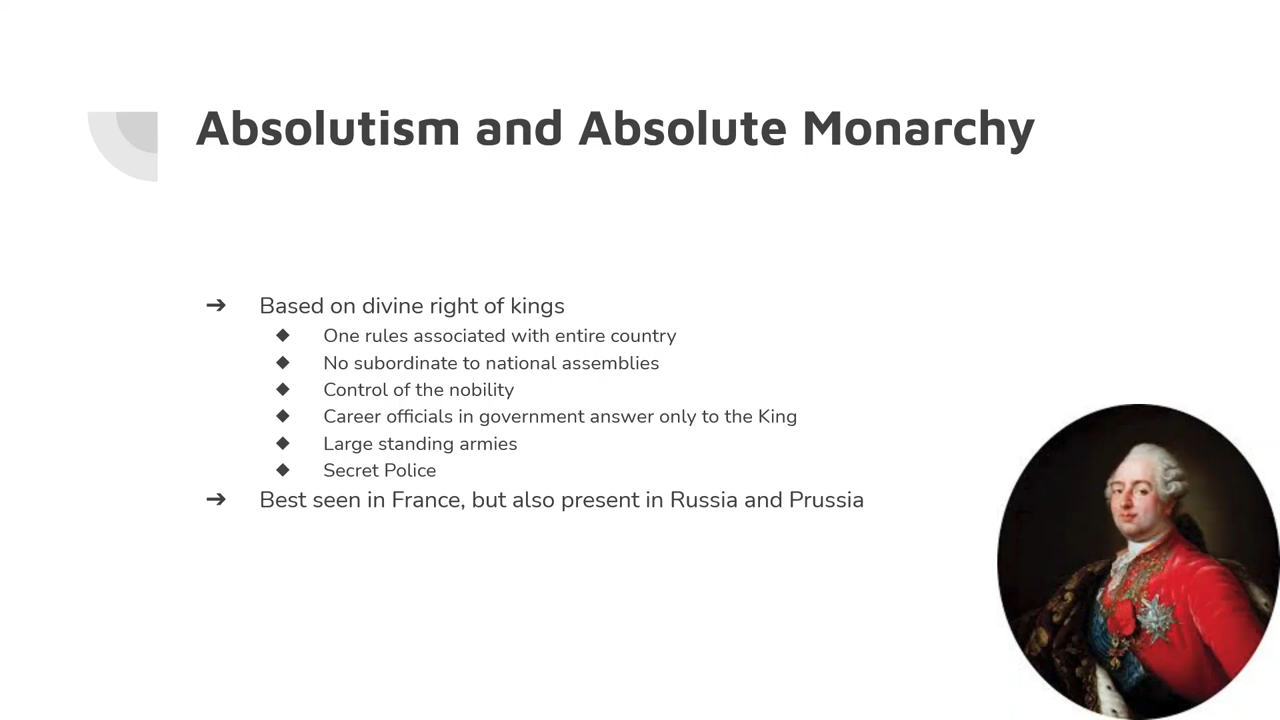 Absolutism and Absolute Monarchy
➔ Based on divine right of kings
◆ One rules associated with entire country
◆ No subordinate to national assemblies
◆ Control of the nobility
◆ Career officials in government answer only to the King
◆ Large standing armies
◆ Secret Police
➔ Best seen in France, but also present in Russia and Prussia